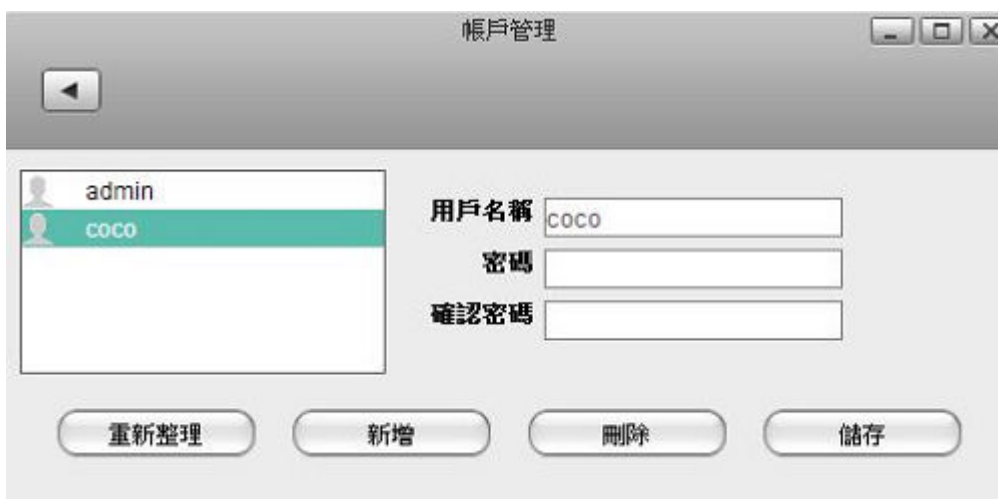 帳戶管理
admin
coco
用戶名稱 coco
密碼
確認密碼
重新整理 新增 刪除 儲存